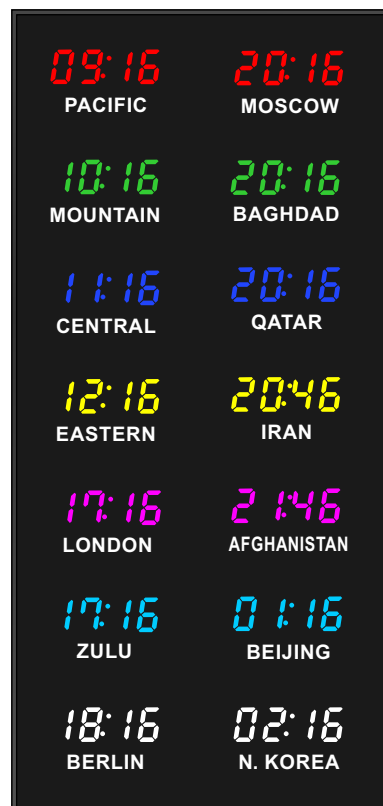 09:16 20:16
PACIFIC MOSCOW
10:16 20:16
MOUNTAIN BAGHDAD
11:16 20:16
CENTRAL QATAR
12:16 20:46
EASTERN IRAN
17:16 21:46
LONDON AFGHANISTAN
17:16 01:16
ZULU BEIJING
18:16 02:16
BERLIN N. KOREA